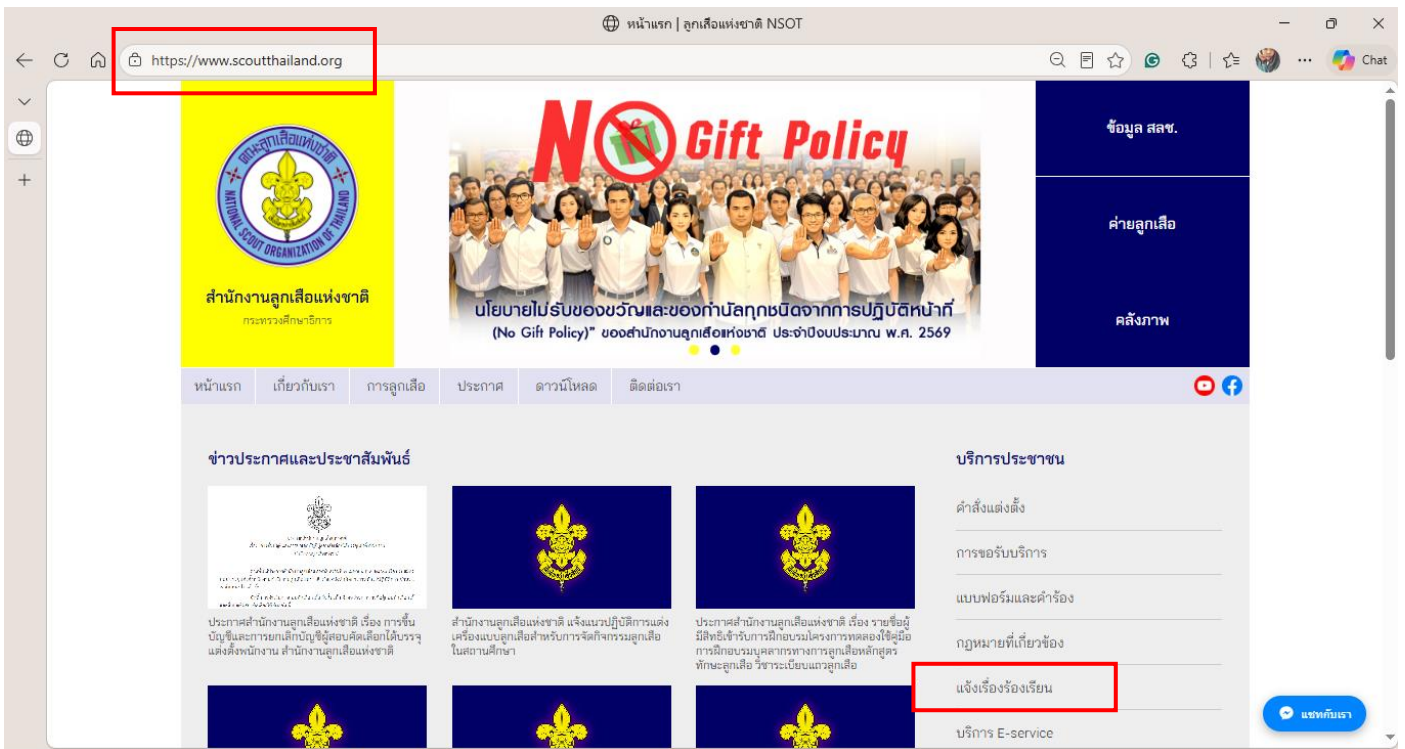 หน้าแรก | ลูกเสือแห่งชาติ NSOT
https://www.scoutthailand.org
Chat
คณะลูกเสือแห่งชาติ
NATIONAL SCOUT ORGANIZATION OF THAILAND
สำนักงานลูกเสือแห่งชาติ
กระทรวงศึกษาธิการ
NO Gift Policy
นโยบายไม่รับของขวัญและของกำนัลทุกชนิดจากการปฏิบัติหน้าที่
(No Gift Policy)" ของสำนักงานลูกเสือแห่งชาติ ประจำปีงบประมาณ พ.ศ. 2569
ข้อมูล สลช.
ค่ายลูกเสือ
คลังภาพ
หน้าแรก เกี่ยวกับเรา การลูกเสือ ประกาศ ดาวน์โหลด ติดต่อเรา
ข่าวประกาศและประชาสัมพันธ์
ประกาศสำนักงานลูกเสือแห่งชาติ เรื่อง การขึ้น
บัญชีและการยกเลิกบัญชีผู้สอบคัดเลือกได้บรรจุ
แต่งตั้งพนักงาน สำนักงานลูกเสือแห่งชาติ
สำนักงานลูกเสือแห่งชาติ แจ้งแนวปฏิบัติการแต่ง
เครื่องแบบลูกเสือสำหรับการจัดกิจกรรมลูกเสือ
ในสถานศึกษา
ประกาศสำนักงานลูกเสือแห่งชาติ เรื่อง รายชื่อผู้
มีสิทธิเข้ารับการฝึกอบรมโครงการทดลองใช้คู่มือ
การฝึกอบรมบุคลากรทางการลูกเสือหลักสูตร
ทักษะลูกเสือ วิชาระเบียบแถวลูกเสือ
บริการประชาชน
คำสั่งแต่งตั้ง
การขอรับบริการ
แบบฟอร์มและคำร้อง
กฎหมายที่เกี่ยวข้อง
แจ้งเรื่องร้องเรียน
บริการ E-service
แชทกับเรา